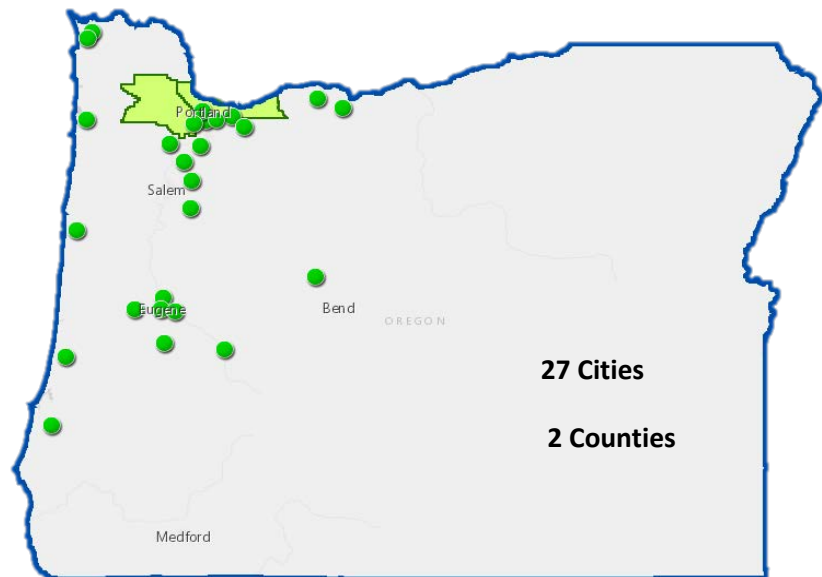 Portland
Salem
Eugene
Bend
OREGON
27 Cities
2 Counties
Medford